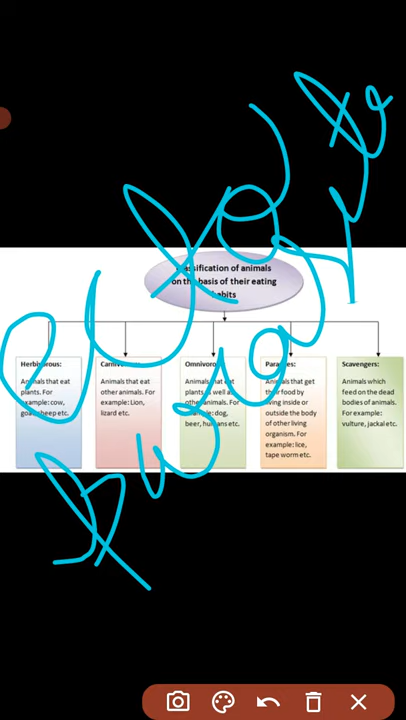 Classification of animals
on the basis of their eating
habits
Herbivorous:
Animals that eat
plants. For
example: cow,
goat, sheep etc.
Carnivorous:
Animals that eat
other animals. For
example: Lion,
lizard etc.
Omnivorous:
Animals that eat
plants as well as
other animals. For
example: dog,
beer, humans etc.
Parasites:
Animals that get
their food by
living inside or
outside the body
of other living
organism. For
example: lice,
tape worm etc.
Scavengers:
Animals which
feed on the dead
bodies of animals.
For example:
vulture, jackal etc.